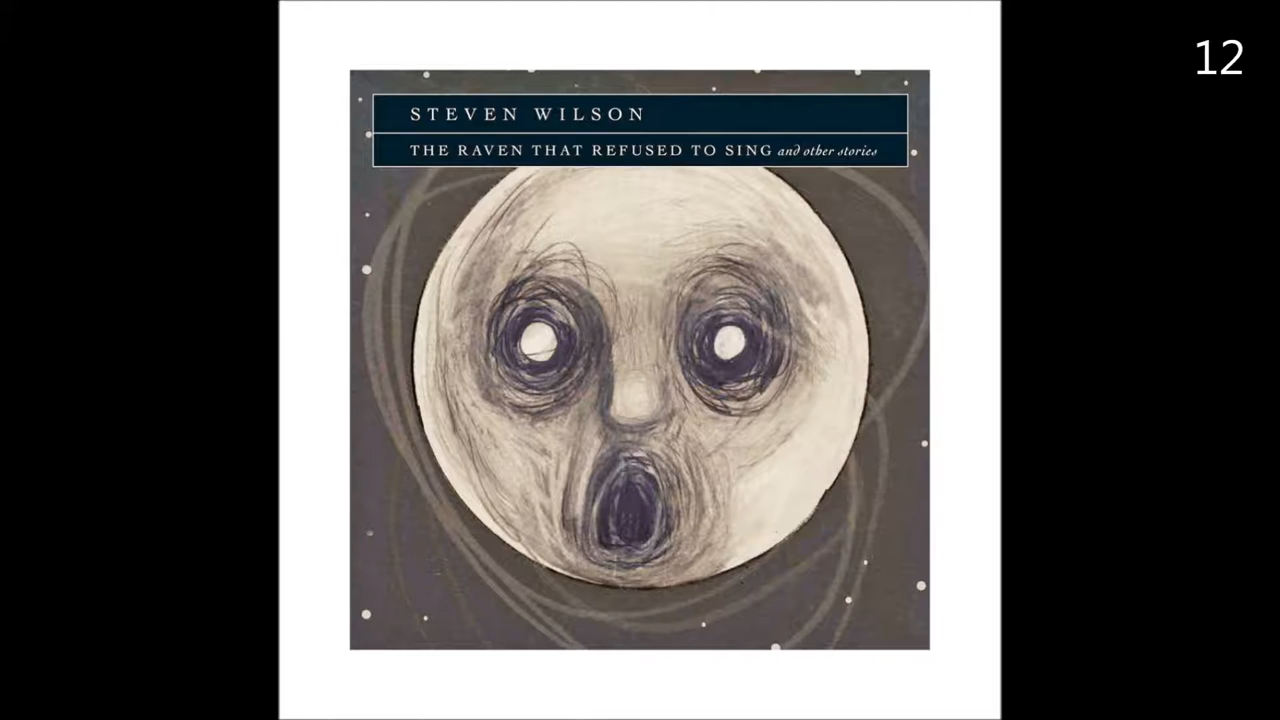 12
STEVEN WILSON
THE RAVEN THAT REFUSED TO SING and other stories